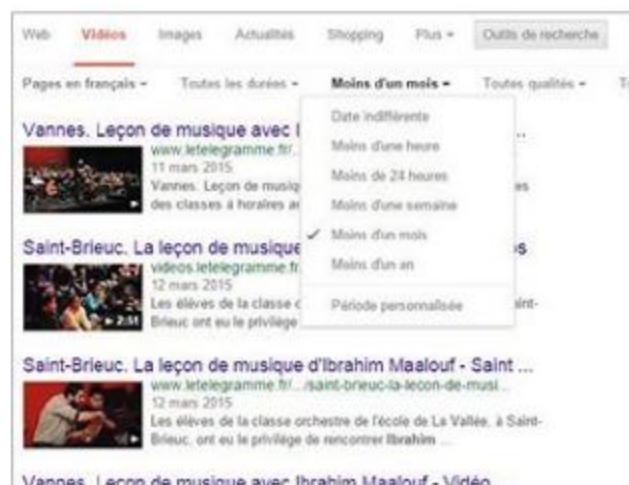 Web Vidéos Images Actualités Shopping Plus Outils de recherche
Pages en français Toutes les durées Moins d'un mois Toutes qualités T
Date indifférente
Moins d'une heure
Moins de 24 heures
Moins d'une semaine
Moins d'un mois
Moins d'un an
Période personnalisée
Vannes. Leçon de musique avec I ...
www.letelegramme.fr/...
11 mars 2015
Vannes. Leçon de musiq es
des classes à horaires a
Saint-Brieuc. La leçon de musique os
videos.letelegramme.fr
12 mars 2015
2:51
Les élèves de la classe c aint-
Brieuc ont eu le privilège
Saint-Brieuc. La leçon de musique d'Ibrahim Maalouf - Saint ...
www.letelegramme.fr/.../saint-brieuc-la-lecon-de-musi...
12 mars 2015
Les élèves de la classe orchestre de l'école de La Vallée, à Saint-
Brieuc, ont eu le privilège de rencontrer Ibrahim ...
Vannes. Leçon de musique avec Ibrahim Maalouf - Vidéo ...